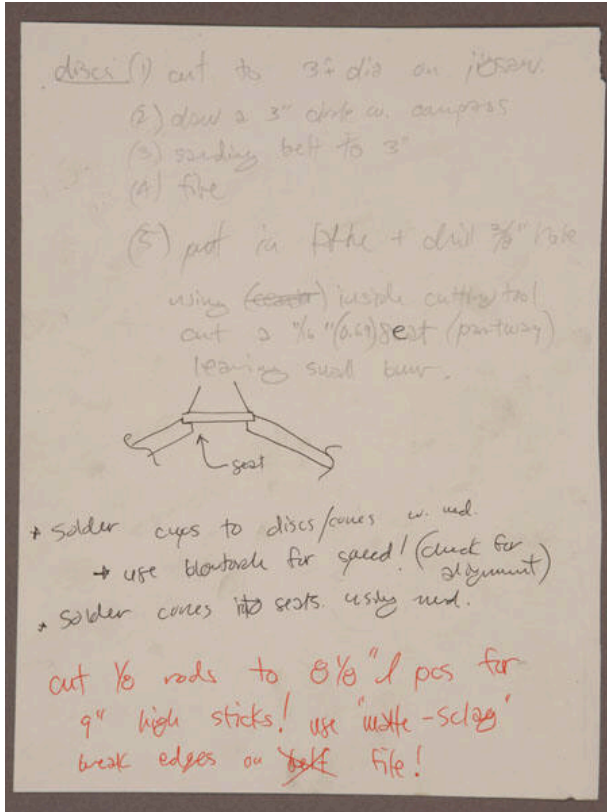 discs (1) cut to 3"+ dia on jigsaw.
(2) draw a 3" circle w. compass
(3) sanding belt to 3"
(4) file
(5) put in lathe + drill 3/8" hole
using inside cutting tool
cut a 11/16" (0.69) seat (partway)
leaving small burr.
seat
* solder cups to discs/cones w. med.
→ use blowtorch for speed! (check for
alignment)
* solder cones into seats. using med.
cut 1/8 rods to 8 1/8" l pcs for
9" high sticks! use "matte-sclag"
break edges on belt file!